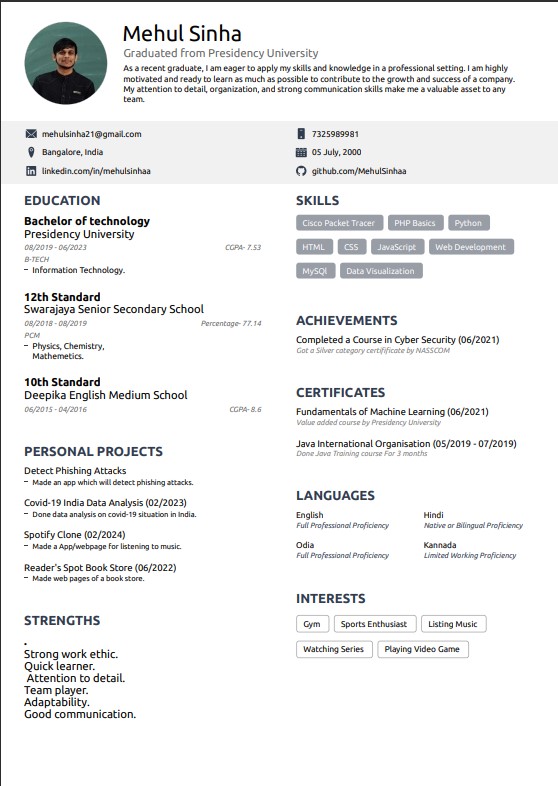 Mehul Sinha
Graduated from Presidency University
As a recent graduate, I am eager to apply my skills and knowledge in a professional setting. I am highly
motivated and ready to learn as much as possible to contribute to the growth and success of a company.
My attention to detail, organization, and strong communication skills make me a valuable asset to any
team.
mehulsinha21@gmail.com
7325989981
Bangalore, India
05 July, 2000
linkedin.com/in/mehulsinhaa
github.com/MehulSinhaa
EDUCATION
Bachelor of technology
Presidency University
08/2019 - 06/2023 CGPA- 7.53
B-TECH
– Information Technology.
12th Standard
Swarajaya Senior Secondary School
08/2018 - 08/2019 Percentage- 77.14
PCM
– Physics, Chemistry,
Mathemetics.
10th Standard
Deepika English Medium School
06/2015 - 04/2016 CGPA- 8.6
PERSONAL PROJECTS
Detect Phishing Attacks
– Made an app which will detect phishing attacks.
Covid-19 India Data Analysis (02/2023)
– Done data analysis on covid-19 situation in India.
Spotify Clone (02/2024)
– Made a App/webpage for listening to music.
Reader's Spot Book Store (06/2022)
– Made web pages of a book store.
STRENGTHS
.
Strong work ethic.
Quick learner.
Attention to detail.
Team player.
Adaptability.
Good communication.
SKILLS
Cisco Packet Tracer PHP Basics Python
HTML CSS JavaScript Web Development
MySQl Data Visualization
ACHIEVEMENTS
Completed a Course in Cyber Security (06/2021)
Got a Silver category certifificate by NASSCOM
CERTIFICATES
Fundamentals of Machine Learning (06/2021)
Value added course by Presidency University
Java International Organisation (05/2019 - 07/2019)
Done Java Training course For 3 months
LANGUAGES
English
Full Professional Proficiency
Hindi
Native or Bilingual Proficiency
Odia
Full Professional Proficiency
Kannada
Limited Working Proficiency
INTERESTS
Gym Sports Enthusiast Listing Music
Watching Series Playing Video Game